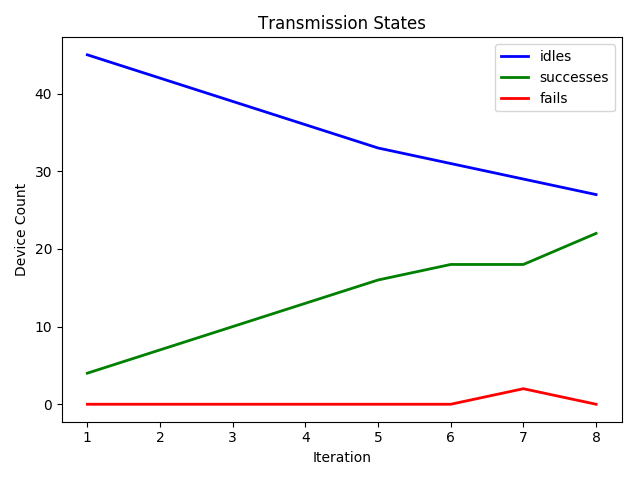 Transmission States
idles
successes
fails
Device Count
40
30
20
10
0
1 2 3 4 5 6 7 8
Iteration